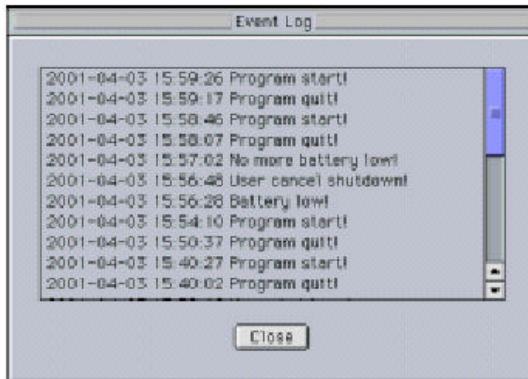 Event Log
2001-04-03 15:59:26 Program start!
2001-04-03 15:59:17 Program quit!
2001-04-03 15:58:46 Program start!
2001-04-03 15:58:07 Program quit!
2001-04-03 15:57:02 No more battery low!
2001-04-03 15:56:48 User cancel shutdown!
2001-04-03 15:56:28 Battery low!
2001-04-03 15:54:10 Program start!
2001-04-03 15:50:37 Program quit!
2001-04-03 15:40:27 Program start!
2001-04-03 15:40:02 Program quit!
Close